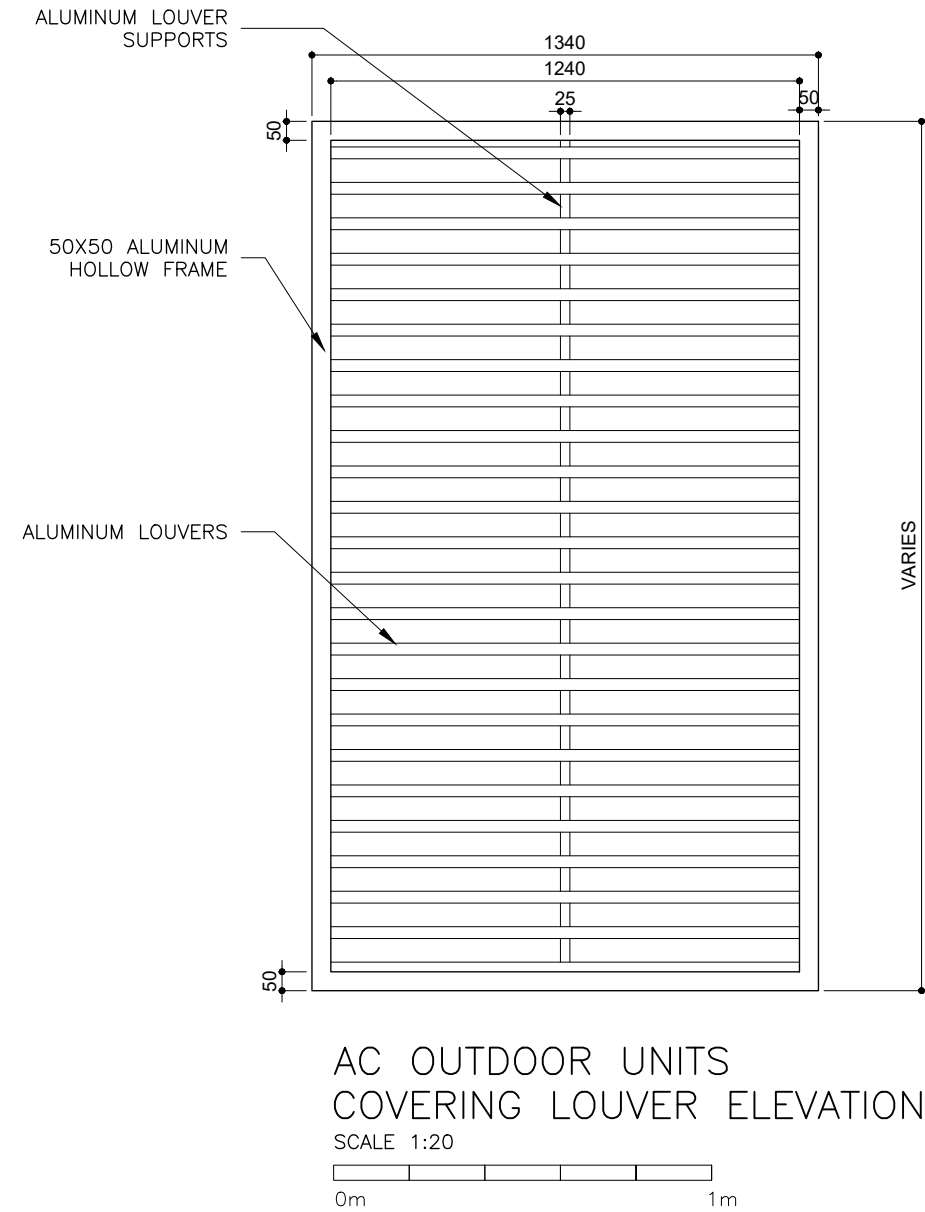 ALUMINUM LOUVER
SUPPORTS
1340
1240
25
50
50
50X50 ALUMINUM
HOLLOW FRAME
ALUMINUM LOUVERS
VARIES
50
AC OUTDOOR UNITS
COVERING LOUVER ELEVATION
SCALE 1:20
0m
1m